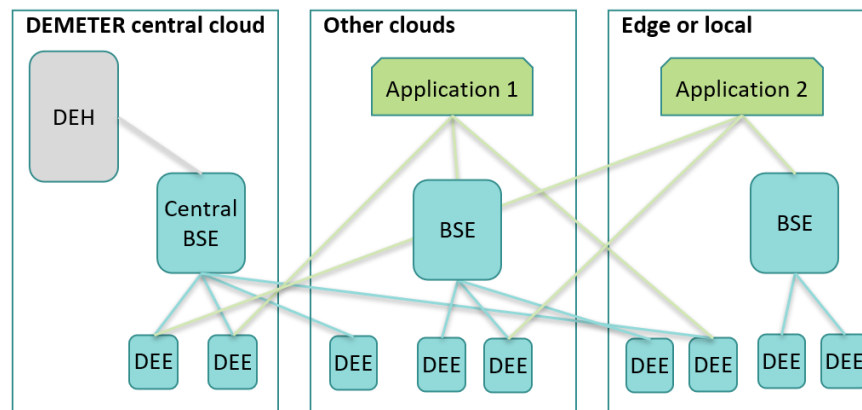 DEMETER central cloud
Other clouds
Edge or local
DEH
Application 1
Application 2
Central
BSE
BSE
BSE
DEE
DEE
DEE
DEE
DEE
DEE
DEE
DEE
DEE